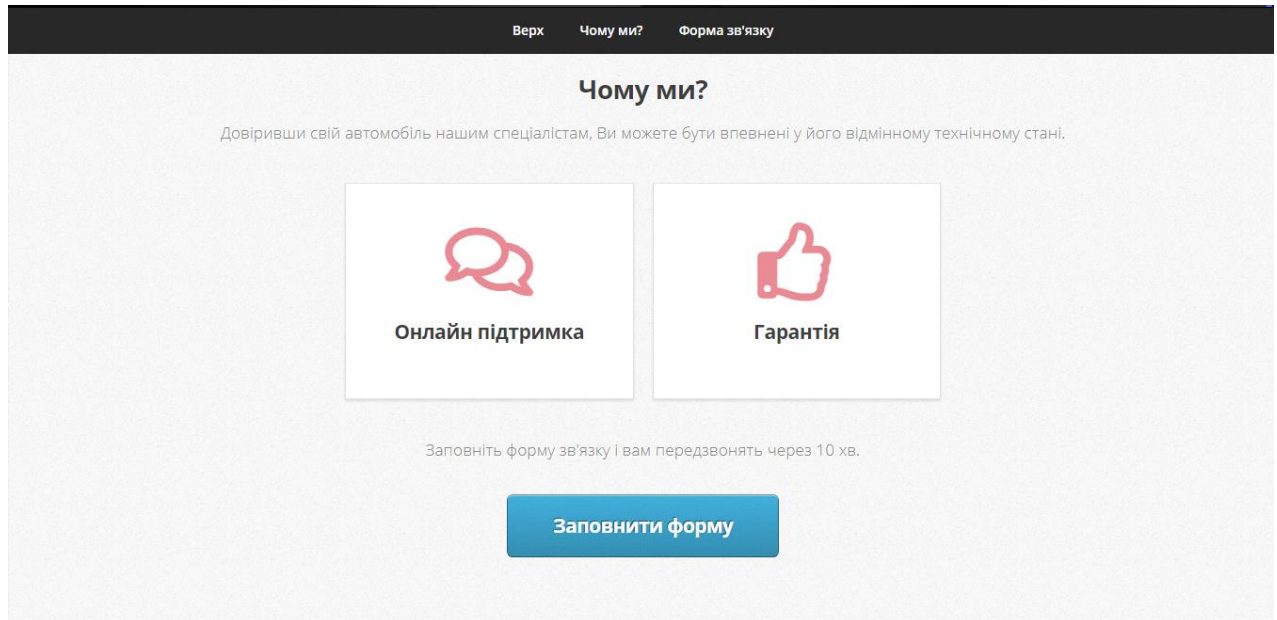 Верх Чому ми? Форма зв'язку
Чому ми?
Довіривши свій автомобіль нашим спеціалістам, Ви можете бути впевнені у його відмінному технічному стані.
Онлайн підтримка
Гарантія
Заповніть форму зв'язку і вам передзвонять через 10 хв.
Заповнити форму